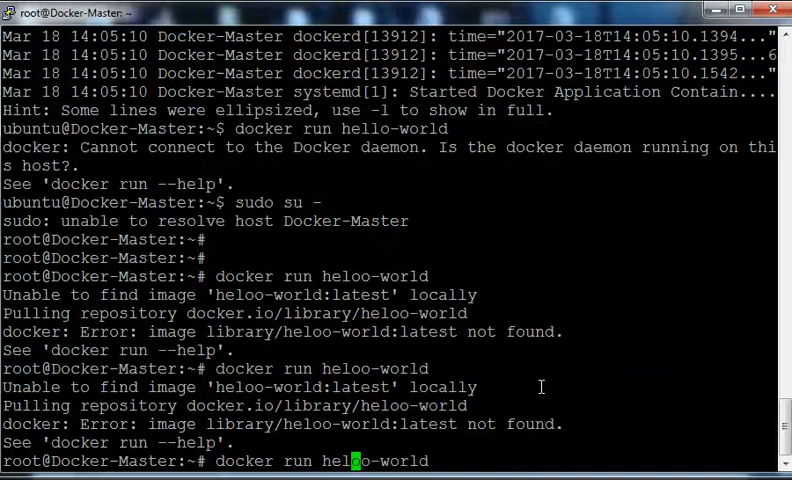 root@Docker-Master: ~
Mar 18 14:05:10 Docker-Master dockerd[13912]: time="2017-03-18T14:05:10.1394..."
Mar 18 14:05:10 Docker-Master dockerd[13912]: time="2017-03-18T14:05:10.1395...6
Mar 18 14:05:10 Docker-Master dockerd[13912]: time="2017-03-18T14:05:10.1542..."
Mar 18 14:05:10 Docker-Master systemd[1]: Started Docker Application Contain....
Hint: Some lines were ellipsized, use -l to show in full.
ubuntu@Docker-Master:~$ docker run hello-world
docker: Cannot connect to the Docker daemon. Is the docker daemon running on thi
s host?.
See 'docker run --help'.
ubuntu@Docker-Master:~$ sudo su -
sudo: unable to resolve host Docker-Master
root@Docker-Master:~#
root@Docker-Master:~#
root@Docker-Master:~# docker run heloo-world
Unable to find image 'heloo-world:latest' locally
Pulling repository docker.io/library/heloo-world
docker: Error: image library/heloo-world:latest not found.
See 'docker run --help'.
root@Docker-Master:~# docker run heloo-world
Unable to find image 'heloo-world:latest' locally
Pulling repository docker.io/library/heloo-world
docker: Error: image library/heloo-world:latest not found.
See 'docker run --help'.
root@Docker-Master:~# docker run heloo-world